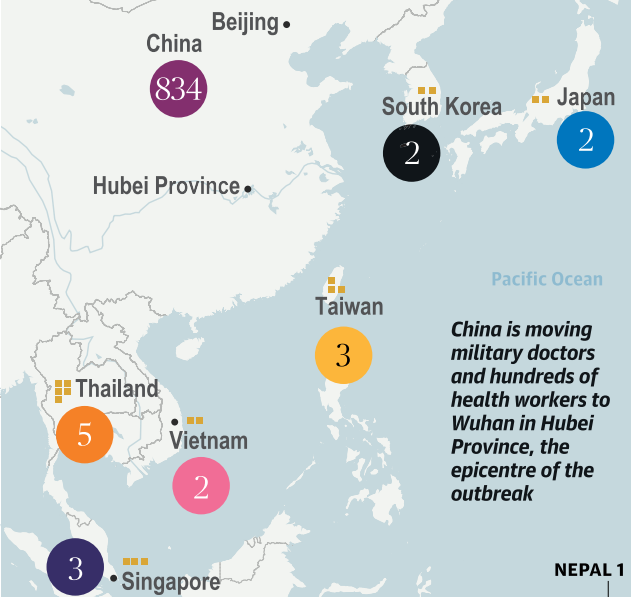 Beijing
China
834
South Korea
2
Japan
2
Hubei Province
Pacific Ocean
Taiwan
3
China is moving
military doctors
and hundreds of
health workers to
Wuhan in Hubei
Province, the
epicentre of the
outbreak
Thailand
5
Vietnam
2
3
Singapore
NEPAL 1